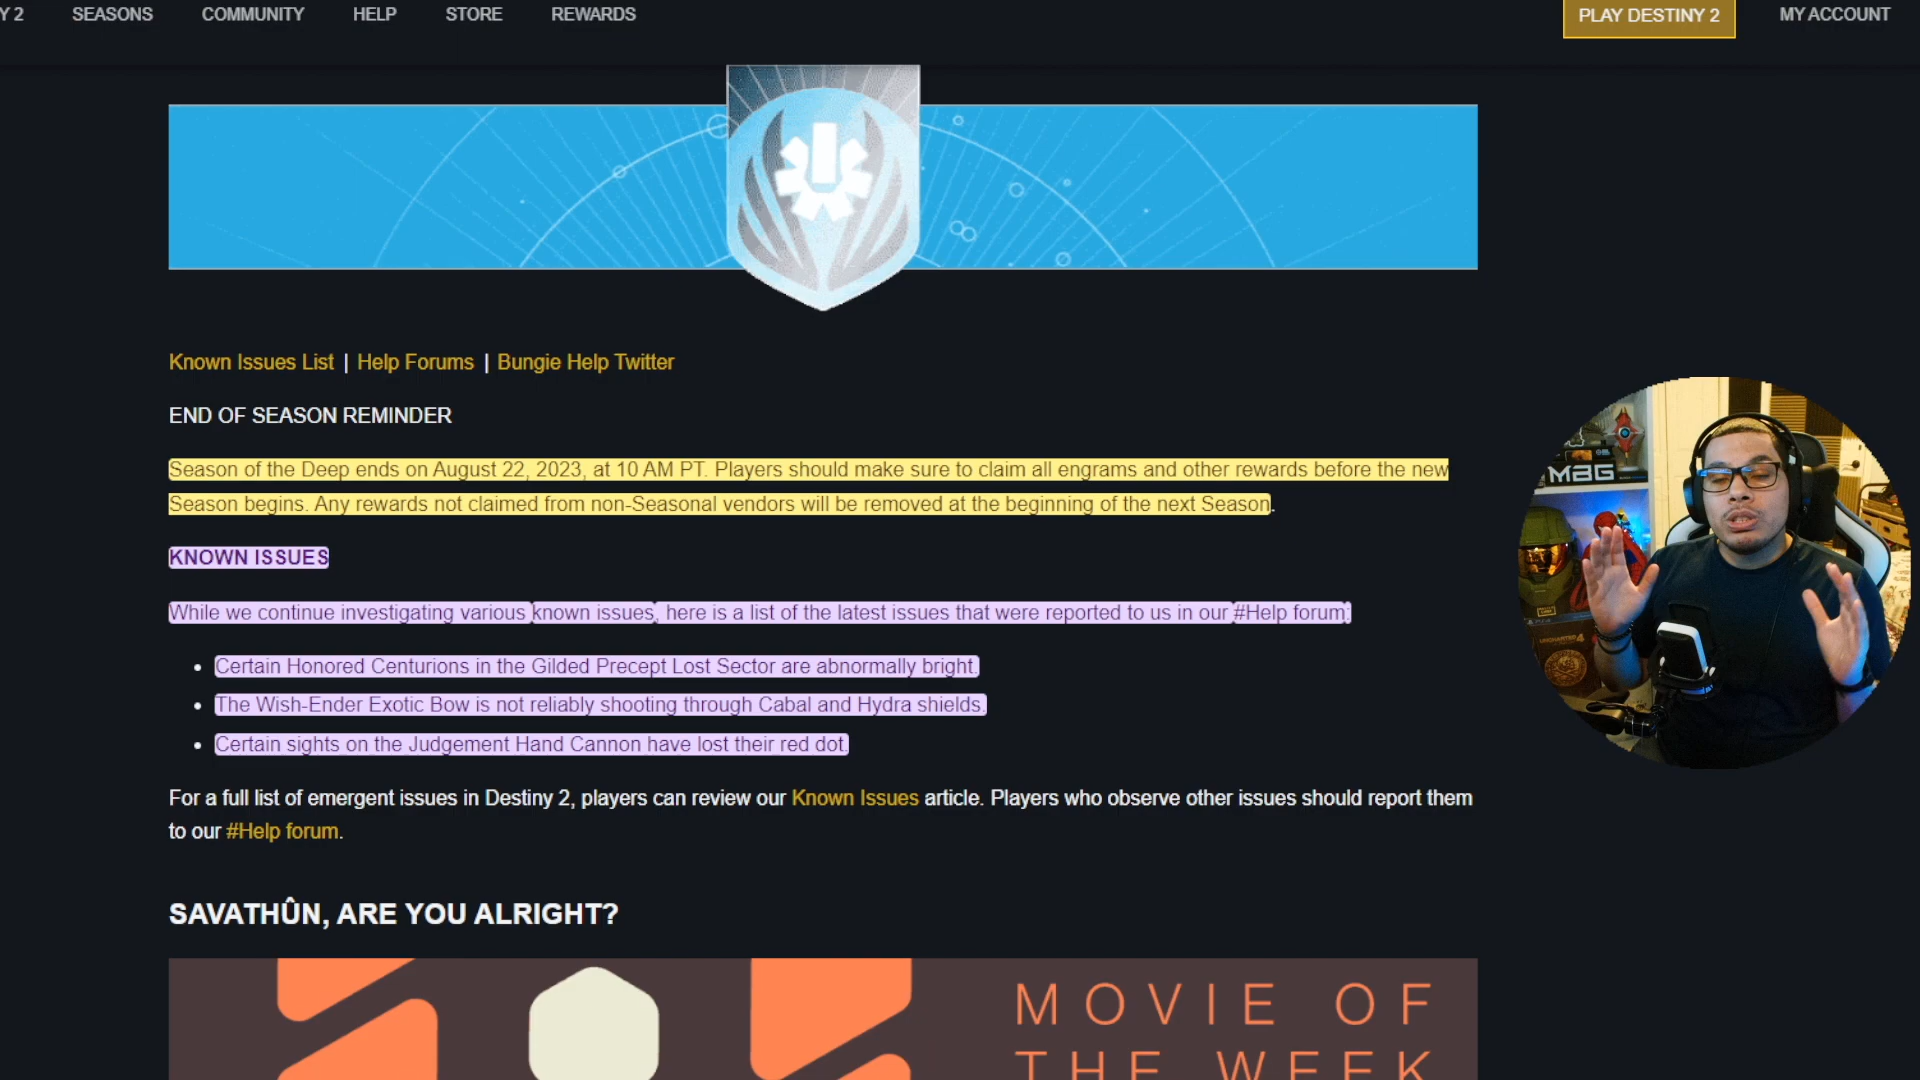 Y 2 SEASONS COMMUNITY HELP STORE REWARDS PLAY DESTINY 2 MY ACCOUNT
Known Issues List | Help Forums | Bungie Help Twitter
END OF SEASON REMINDER
Season of the Deep ends on August 22, 2023, at 10 AM PT. Players should make sure to claim all engrams and other rewards before the new
Season begins. Any rewards not claimed from non-Seasonal vendors will be removed at the beginning of the next Season.
KNOWN ISSUES
While we continue investigating various known issues, here is a list of the latest issues that were reported to us in our #Help forum:
Certain Honored Centurions in the Gilded Precept Lost Sector are abnormally bright.
The Wish-Ender Exotic Bow is not reliably shooting through Cabal and Hydra shields.
Certain sights on the Judgement Hand Cannon have lost their red dot.
For a full list of emergent issues in Destiny 2, players can review our Known Issues article. Players who observe other issues should report them
to our #Help forum.
SAVATHÛN, ARE YOU ALRIGHT?
MOVIE OF
THE WEEK
MBG
UNCHARTED 4